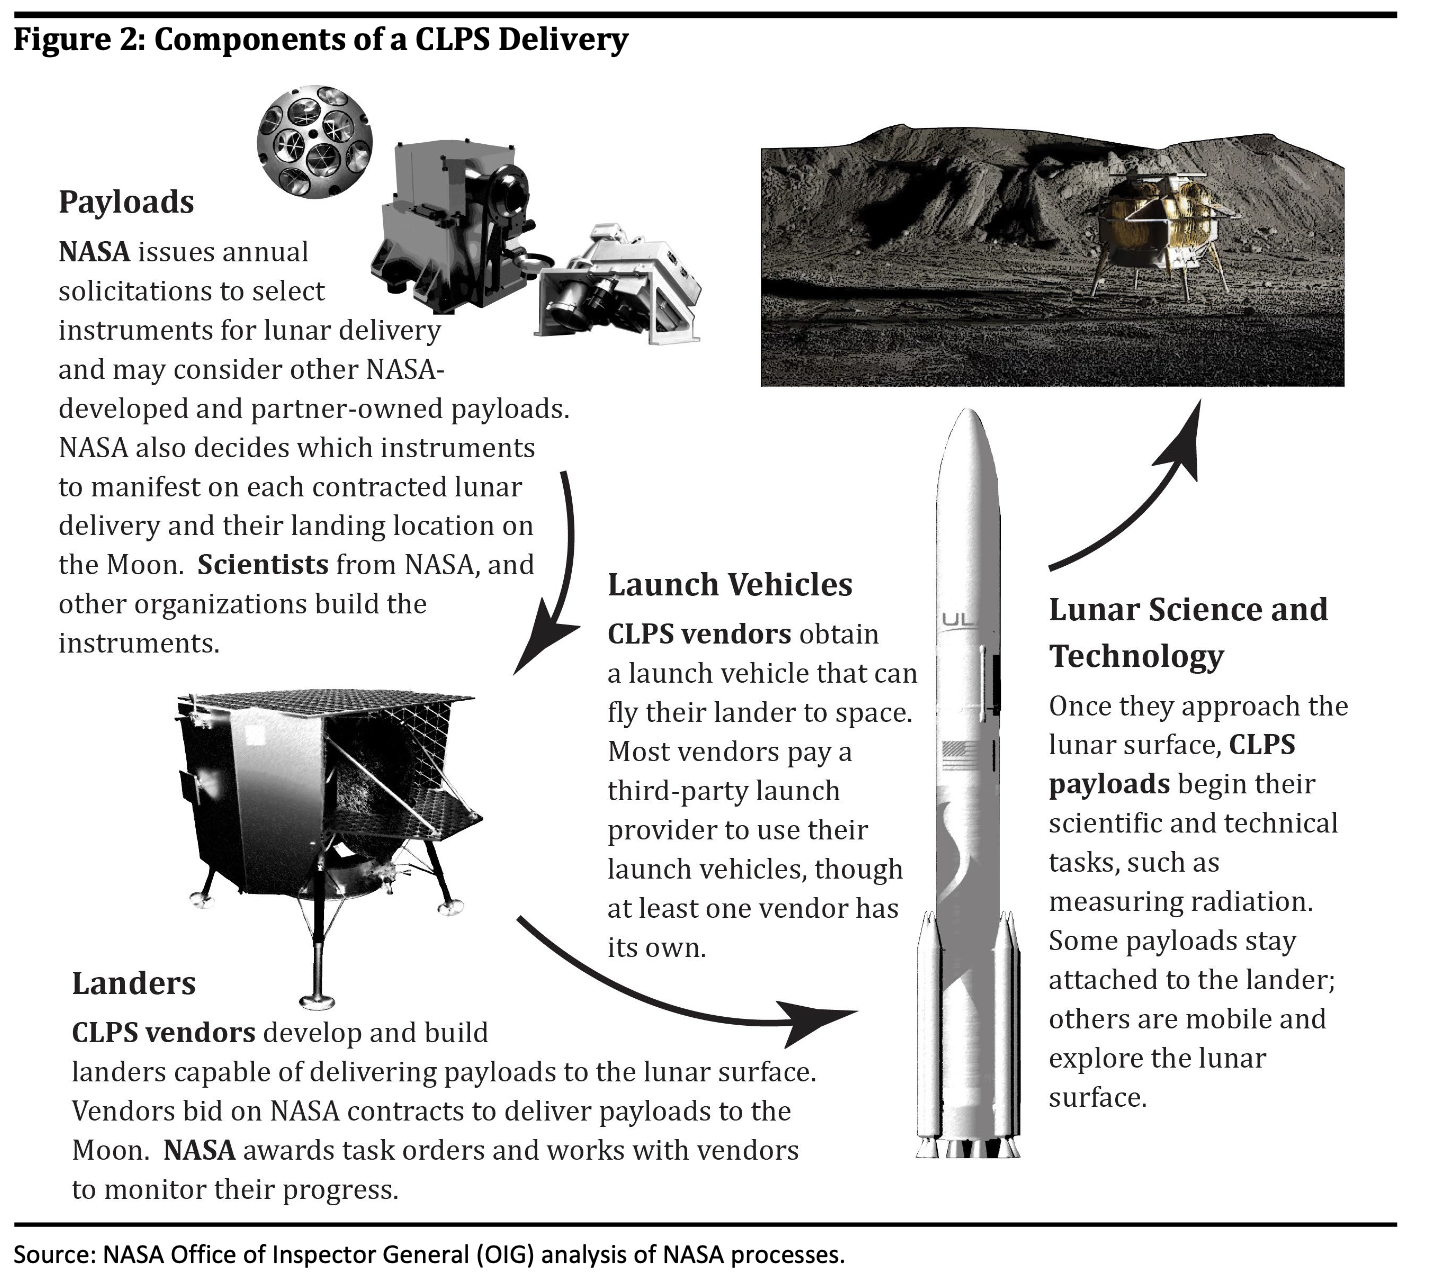 Figure 2: Components of a CLPS Delivery
Payloads
NASA issues annual
solicitations to select
instruments for lunar delivery
and may consider other NASA-
developed and partner-owned payloads.
NASA also decides which instruments
to manifest on each contracted lunar
delivery and their landing location on
the Moon.  Scientists from NASA, and
other organizations build the
instruments.
Landers
CLPS vendors develop and build
landers capable of delivering payloads to the lunar surface.
Vendors bid on NASA contracts to deliver payloads to the
Moon.  NASA awards task orders and works with vendors
to monitor their progress.
Launch Vehicles
CLPS vendors obtain
a launch vehicle that can
fly their lander to space.
Most vendors pay a
third-party launch
provider to use their
launch vehicles, though
at least one vendor has
its own.
UL
Lunar Science and
Technology
Once they approach the
lunar surface, CLPS
payloads begin their
scientific and technical
tasks, such as
measuring radiation.
Some payloads stay
attached to the lander;
others are mobile and
explore the lunar
surface.
Source: NASA Office of Inspector General (OIG) analysis of NASA processes.